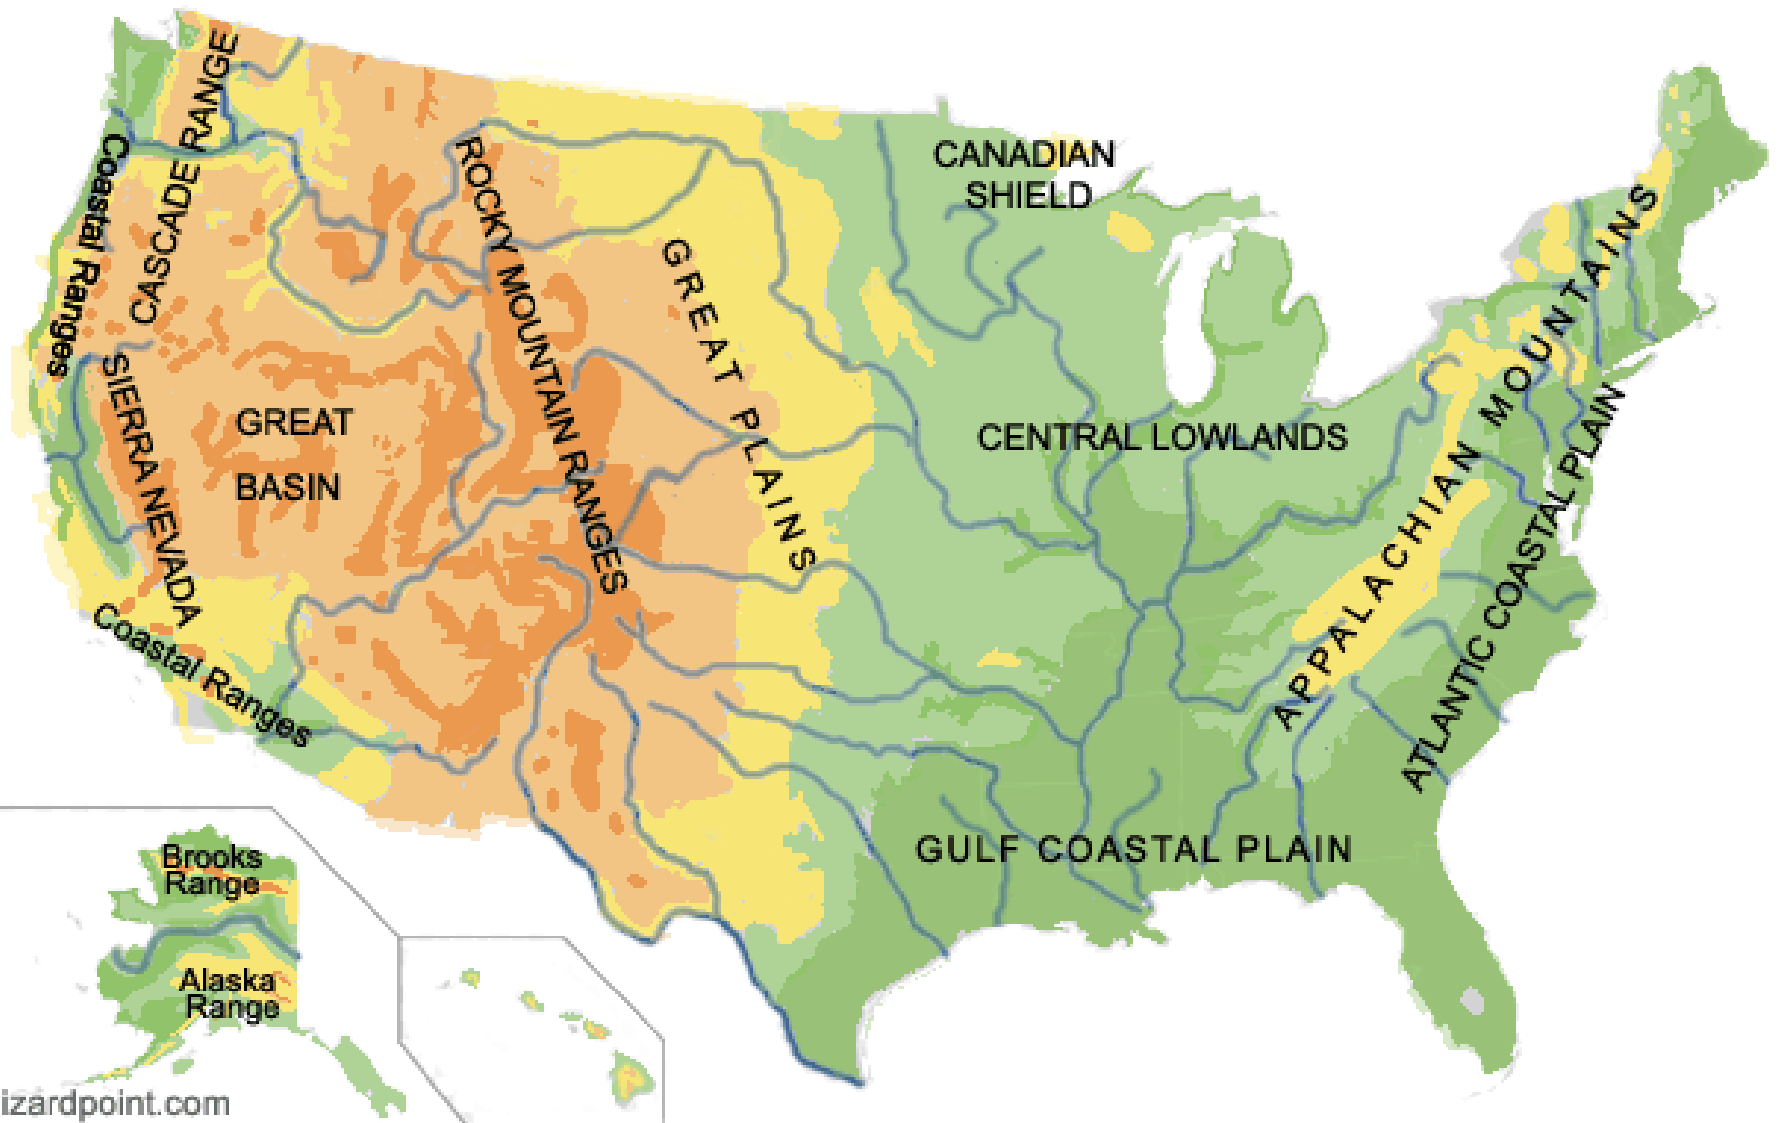 CASCADE RANGE
Coastal Ranges
ROCKY MOUNTAIN RANGES
CANADIAN
SHIELD
GREAT PLAINS
SIERRA NEVADA
GREAT
BASIN
CENTRAL LOWLANDS
APPALACHIAN MOUNTAINS
ATLANTIC COASTAL PLAIN
Coastal Ranges
GULF COASTAL PLAIN
Brooks
Range
Alaska
Range
izardpoint.com